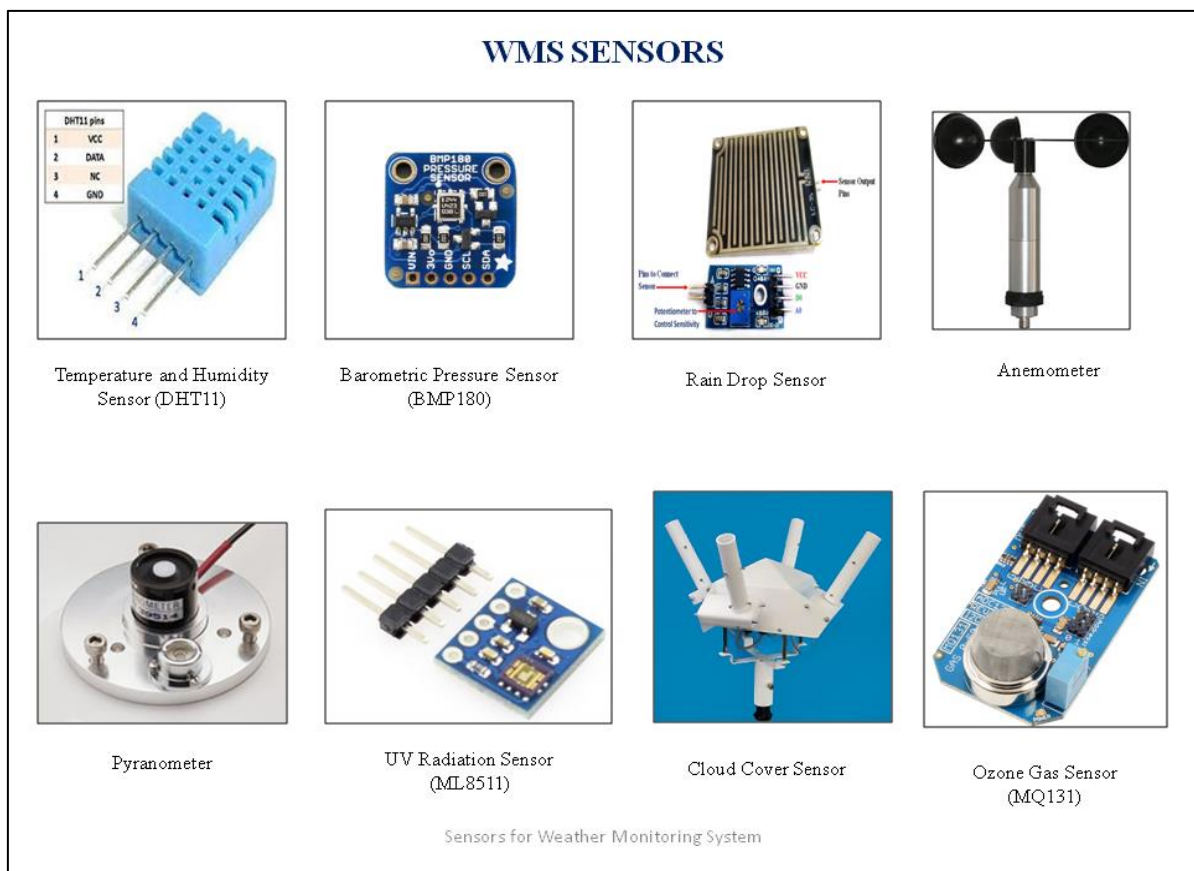 WMS SENSORS
DHT11 pins
1 VCC
2 DATA
3 NC
4 GND
1
2
3
4
BMP180
PRESSURE
SENSOR
VIN
3Vo
GND
SCL
SDA
Sensor Output
Pins
Pins to Connect
Sensor
VCC
GND
D0
A0
Potentiometer to
Control Sensitivity
Temperature and Humidity
Sensor (DHT11)
Barometric Pressure Sensor
(BMP180)
Rain Drop Sensor
Anemometer
Pyranometer
UV Radiation Sensor
(ML8511)
Cloud Cover Sensor
Ozone Gas Sensor
(MQ131)
Sensors for Weather Monitoring System